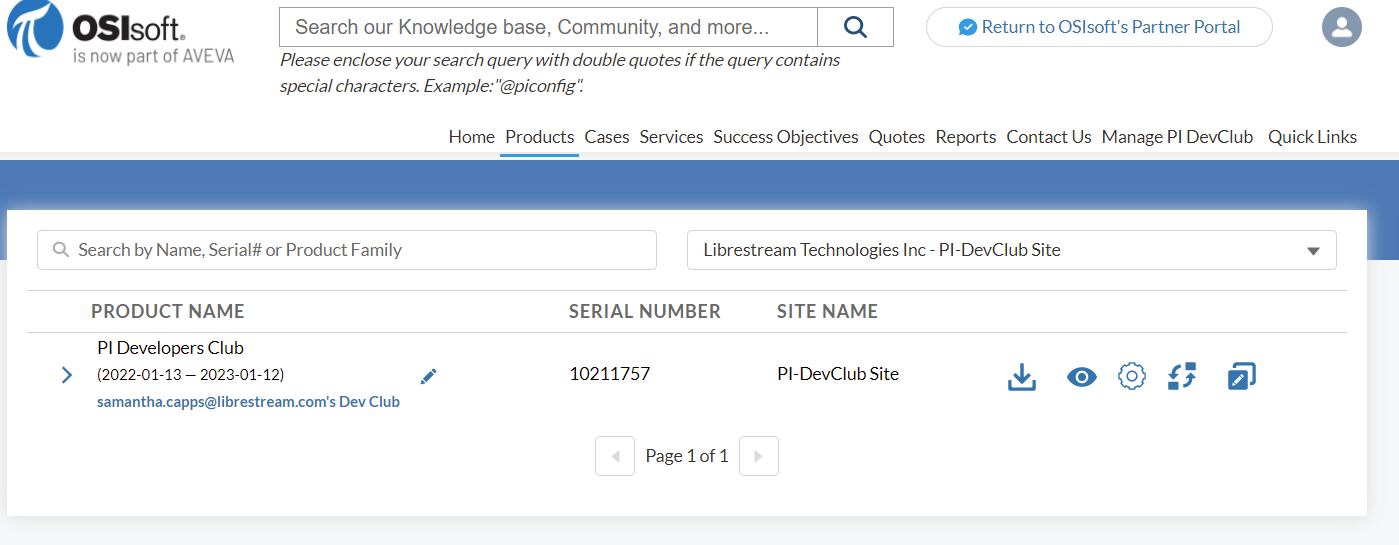 OSIsoft.
is now part of AVEVA
Search our Knowledge base, Community, and more...
Return to OSIsoft's Partner Portal
Please enclose your search query with double quotes if the query contains
special characters. Example:"@piconfig".
Home Products Cases Services Success Objectives Quotes Reports Contact Us Manage PI DevClub Quick Links
Search by Name, Serial# or Product Family
Librestream Technologies Inc - PI-DevClub Site
PRODUCT NAME SERIAL NUMBER SITE NAME
PI Developers Club
(2022-01-13 — 2023-01-12)
samantha.capps@librestream.com's Dev Club
10211757
PI-DevClub Site
Page 1 of 1